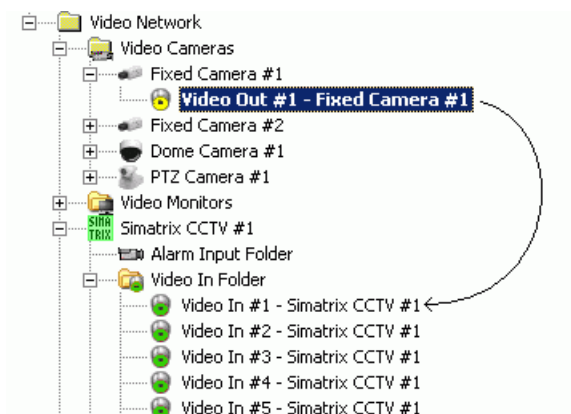 Video Network
Video Cameras
Fixed Camera #1
Video Out #1 - Fixed Camera #1
Fixed Camera #2
Dome Camera #1
PTZ Camera #1
Video Monitors
SIMA TRIX Simatrix CCTV #1
Alarm Input Folder
Video In Folder
Video In #1 - Simatrix CCTV #1
Video In #2 - Simatrix CCTV #1
Video In #3 - Simatrix CCTV #1
Video In #4 - Simatrix CCTV #1
Video In #5 - Simatrix CCTV #1